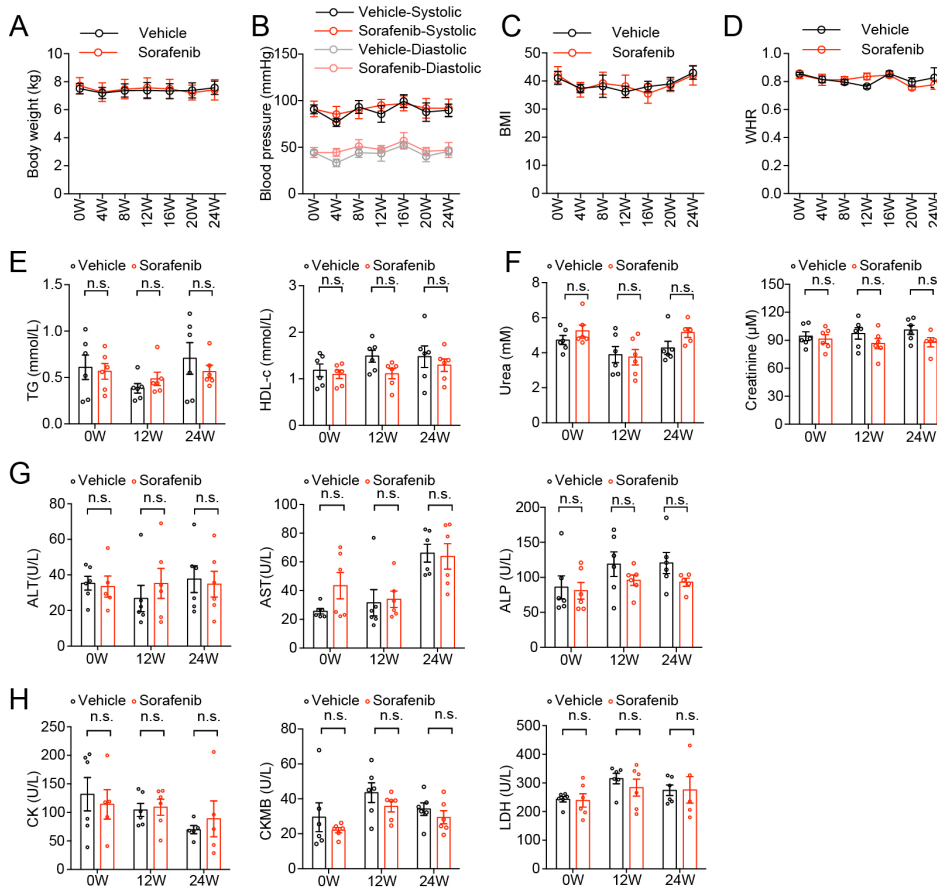 A
Vehicle
Sorafenib
Body weight (kg)
10
8
6
4
2
0
0W 4W 8W 12W 16W 20W 24W
B
Vehicle-Systolic
Sorafenib-Systolic
Vehicle-Diastolic
Sorafenib-Diastolic
Blood pressure (mmHg)
150
100
50
0
0W 4W 8W 12W 16W 20W 24W
C
Vehicle
Sorafenib
BMI
50
40
30
20
10
0
0W 4W 8W 12W 16W 20W 24W
D
Vehicle
Sorafenib
WHR
1.0
0.8
0.6
0.4
0.2
0.0
0W 4W 8W 12W 16W 20W 24W
E
Vehicle Sorafenib
n.s. n.s. n.s.
TG (mmol/L)
1.5
1.0
0.5
0.0
0W 12W 24W
Vehicle Sorafenib
n.s. n.s. n.s.
HDL-c (mmol/L)
3
2
1
0
0W 12W 24W
F
Vehicle Sorafenib
n.s. n.s. n.s.
Urea (mM)
8
6
4
2
0
0W 12W 24W
Vehicle Sorafenib
n.s. n.s. n.s.
Creatinine (µM)
150
120
90
60
30
0
0W 12W 24W
G
Vehicle Sorafenib
n.s. n.s. n.s.
ALT(U/L)
80
60
40
20
0
0W 12W 24W
Vehicle Sorafenib
n.s. n.s. n.s.
AST(U/L)
100
80
60
40
20
0
0W 12W 24W
Vehicle Sorafenib
n.s. n.s. n.s.
ALP (U/L)
200
150
100
50
0
0W 12W 24W
H
Vehicle Sorafenib
n.s. n.s. n.s.
CK (U/L)
250
200
150
100
50
0
0W 12W 24W
Vehicle Sorafenib
n.s. n.s. n.s.
CKMB (U/L)
80
60
40
20
0
0W 12W 24W
Vehicle Sorafenib
n.s. n.s. n.s.
LDH (U/L)
500
400
300
200
100
0
0W 12W 24W